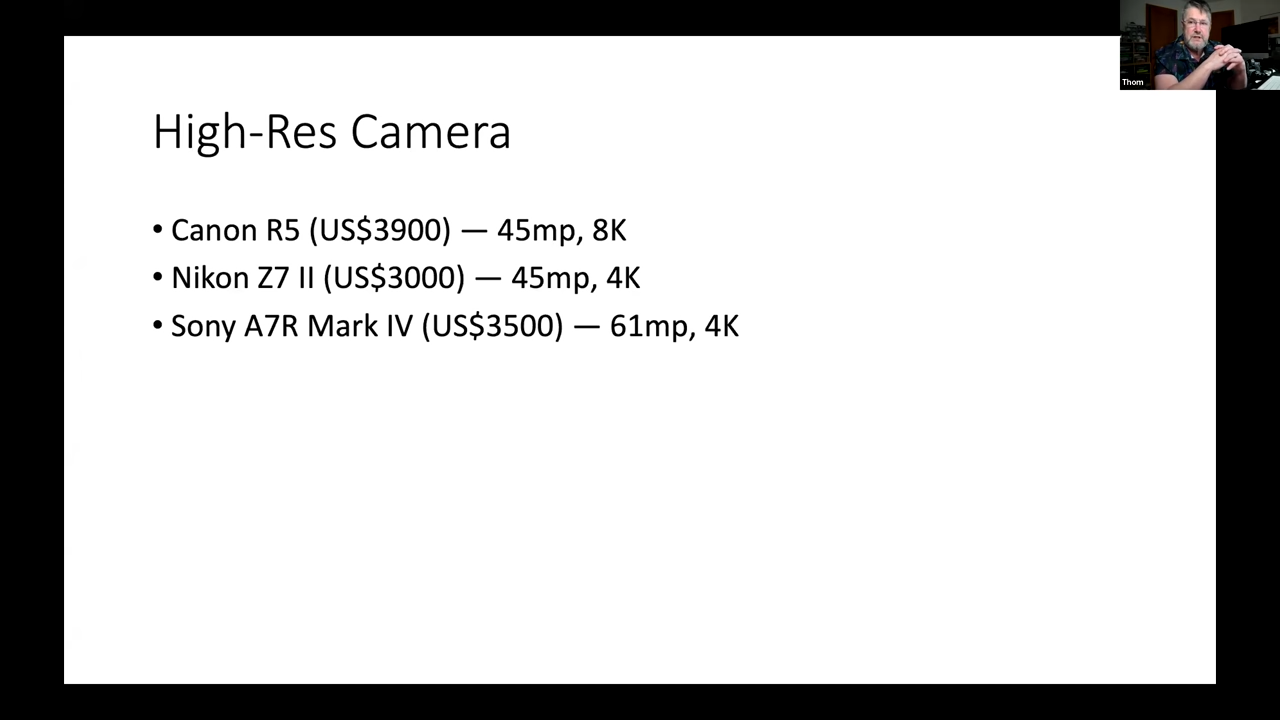 Thom
High-Res Camera
• Canon R5 (US$3900) — 45mp, 8K
• Nikon Z7 II (US$3000) — 45mp, 4K
• Sony A7R Mark IV (US$3500) — 61mp, 4K